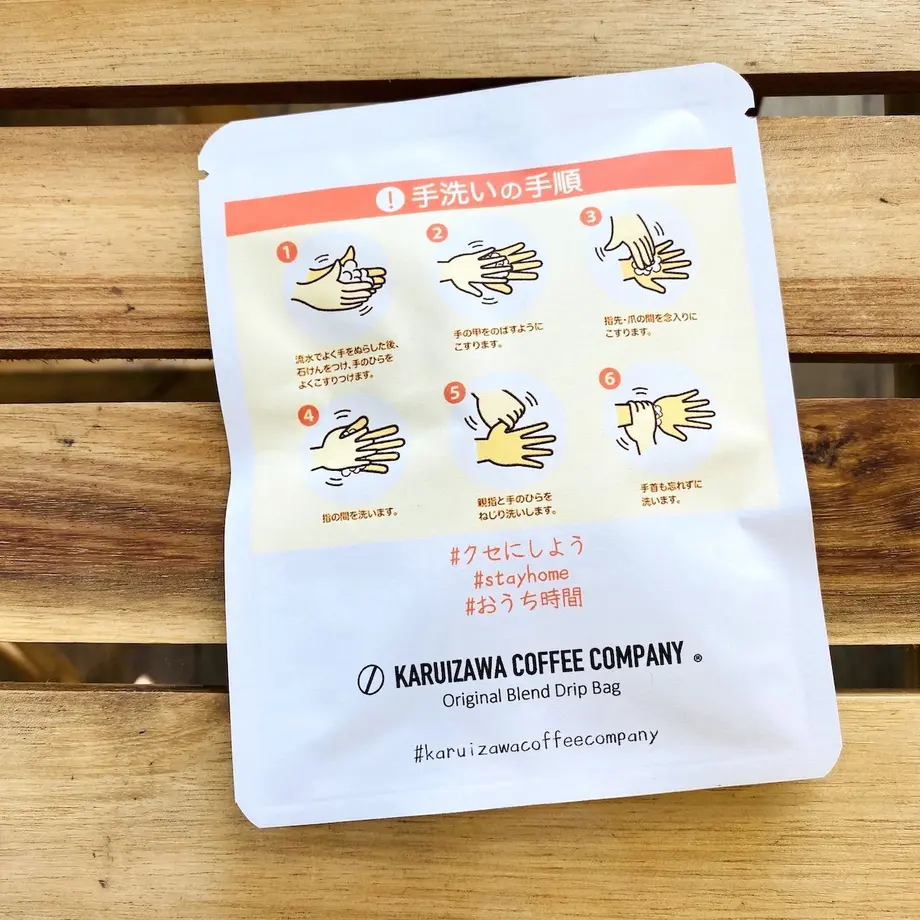 ! 手洗いの手順
1
流水でよく手をぬらした後、
石けんをつけ、手のひらを
よくこすりつけます。
2
手の甲をのばすように
こすります。
3
指先・爪の間を念入りに
こすります。
4
指の間を洗います。
5
親指と手のひらを
ねじり洗いします。
6
手首も忘れずに
洗います。
#クセにしよう
#stayhome
#おうち時間
KARUIZAWA COFFEE COMPANY ®
Original Blend Drip Bag
#karuizawacoffeecompany